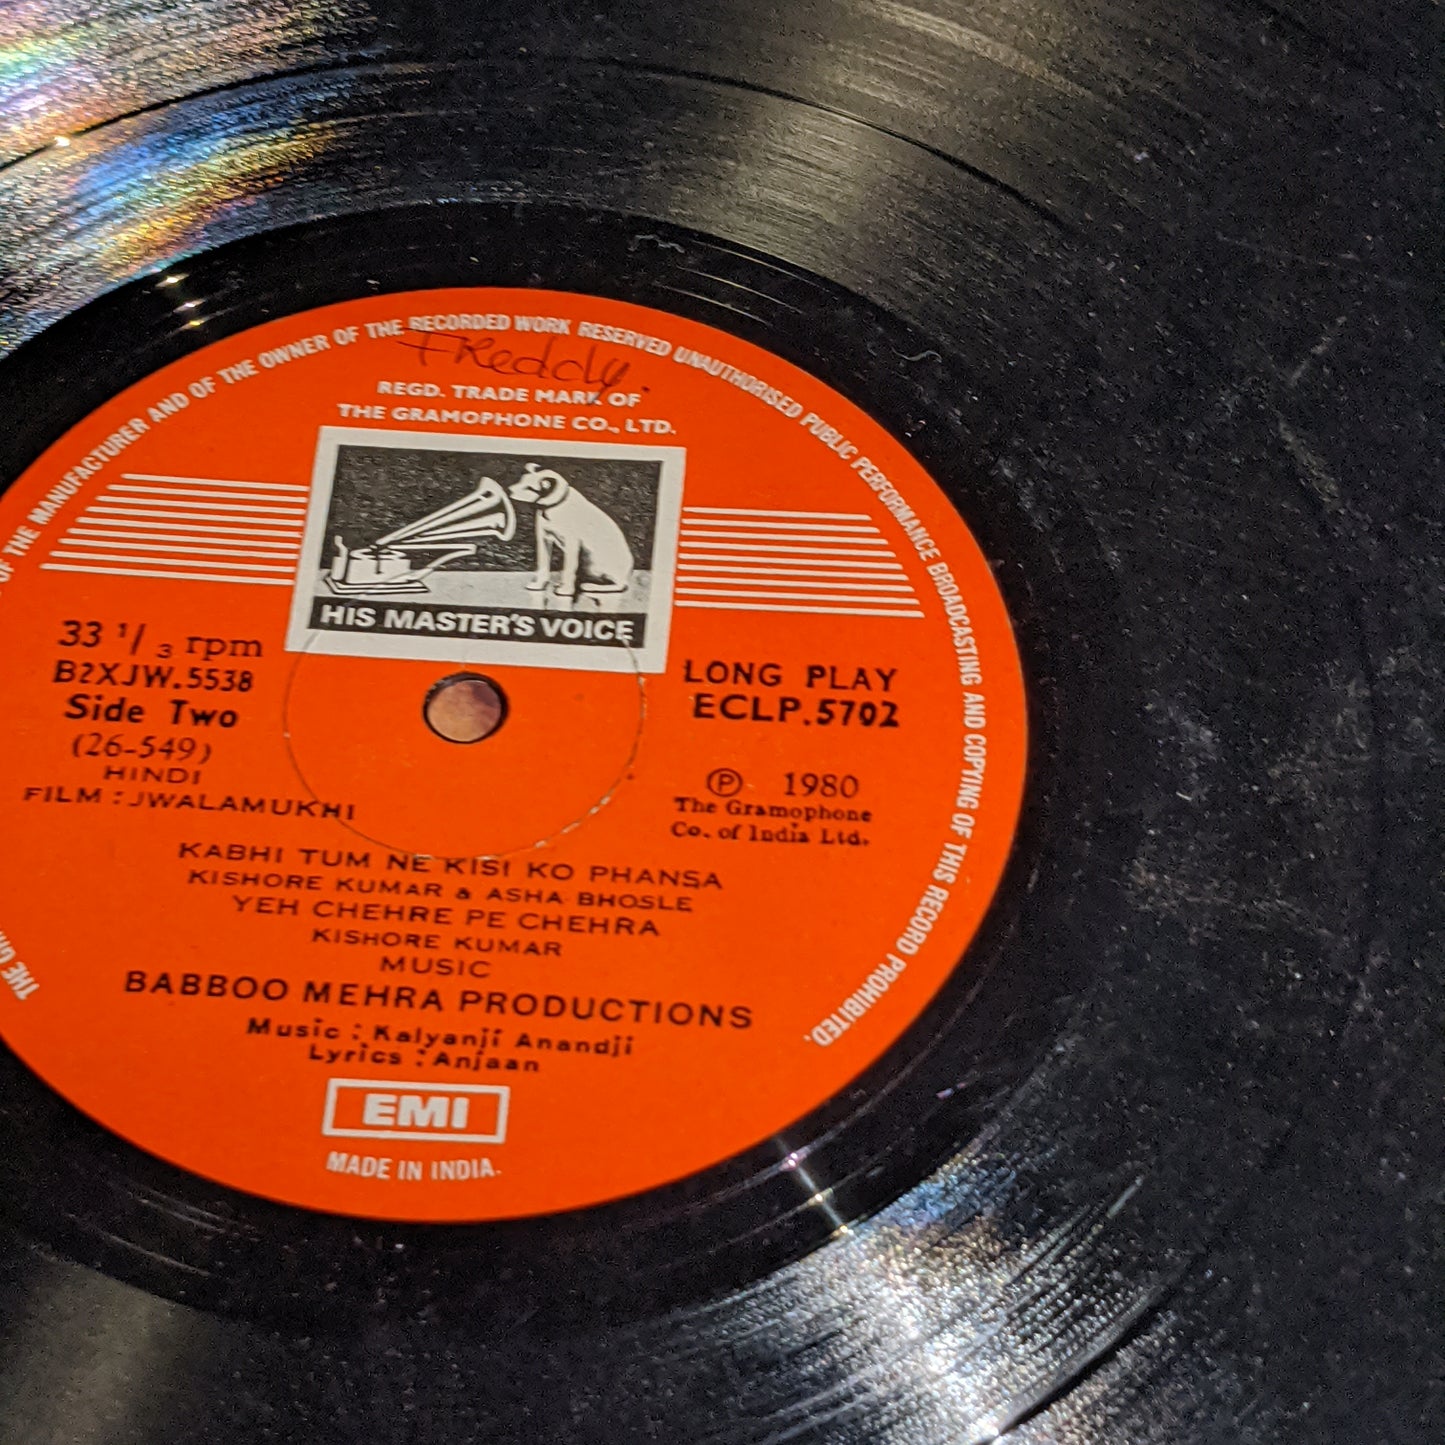 OF THE MANUFACTURER AND OF THE OWNER OF THE RECORDED WORK RESERVED UNAUTHORISED PUBLIC PERFORMANCE BROADCASTING AND COPYING OF THIS RECORD PROHIBITED.
Freddy.
REGD. TRADE MARK OF
THE GRAMOPHONE CO., LTD.
HIS MASTER'S VOICE
33 1/3 rpm
B2XJW.5538
Side Two
(26-549)
HINDI
FILM : JWALAMUKHI
LONG PLAY
ECLP.5702
Ⓟ 1980
The Gramophone
Co. of India Ltd.
KABHI TUM NE KISI KO PHANSA
KISHORE KUMAR & ASHA BHOSLE
YEH CHEHRE PE CHEHRA
KISHORE KUMAR
MUSIC
BABBOO MEHRA PRODUCTIONS
Music : Kalyanji Anandji
Lyrics : Anjaan
EMI
MADE IN INDIA.
THE